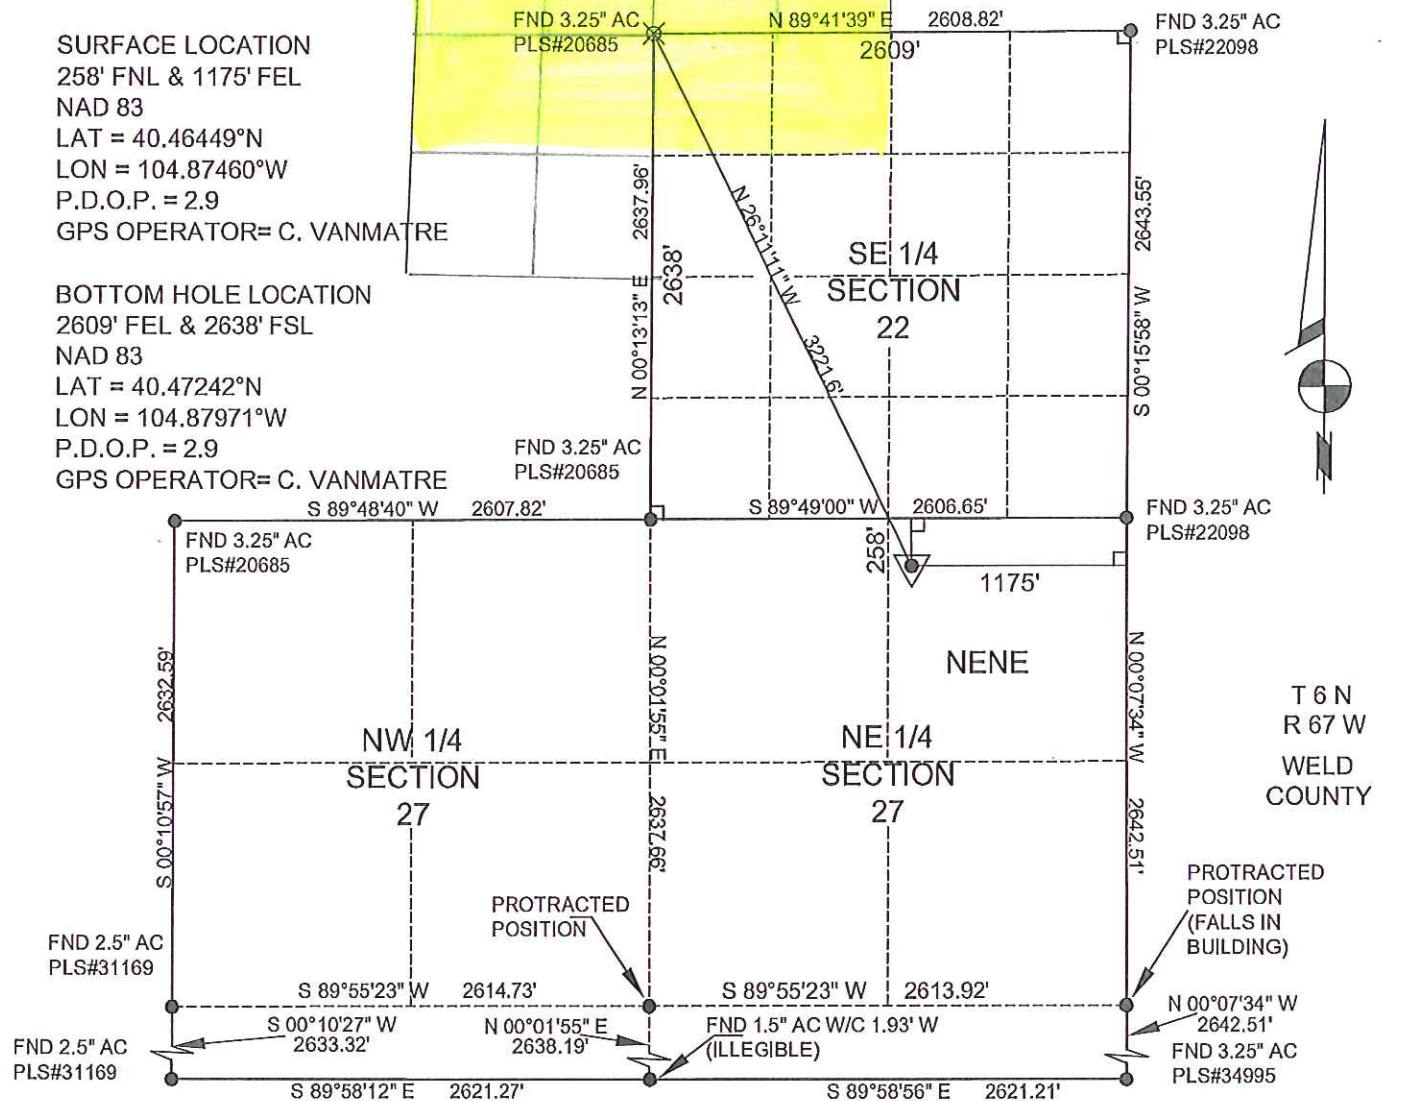 SURFACE LOCATION
258' FNL & 1175' FEL
NAD 83
LAT = 40.46449°N
LON = 104.87460°W
P.D.O.P. = 2.9
GPS OPERATOR= C. VANMATRE
BOTTOM HOLE LOCATION
2609' FEL & 2638' FSL
NAD 83
LAT = 40.47242°N
LON = 104.87971°W
P.D.O.P. = 2.9
GPS OPERATOR= C. VANMATRE
FND 3.25" AC
PLS#20685
N 89°41'39" E 2608.82'
2609'
FND 3.25" AC
PLS#22098
N 00°13'13" E 2637.96'
2638'
N 26°11'11" W 3221.6'
SE 1/4
SECTION
22
S 00°15'58" W 2643.55'
FND 3.25" AC
PLS#20685
S 89°48'40" W 2607.82'
S 89°49'00" W 2606.65'
FND 3.25" AC
PLS#22098
FND 3.25" AC
PLS#20685
258'
1175'
NENE
S 00°10'57" W 2632.59'
N 00°01'55" E 2637.66'
N 00°07'34" W 2642.51'
NW 1/4
SECTION
27
NE 1/4
SECTION
27
T 6 N
R 67 W
WELD
COUNTY
PROTRACTED
POSITION
PROTRACTED
POSITION
(FALLS IN
BUILDING)
FND 2.5" AC
PLS#31169
S 89°55'23" W 2614.73'
S 89°55'23" W 2613.92'
S 00°10'27" W
2633.32'
N 00°01'55" E
2638.19'
FND 1.5" AC W/C 1.93' W
(ILLEGIBLE)
N 00°07'34" W
2642.51'
FND 2.5" AC
PLS#31169
FND 3.25" AC
PLS#34995
S 89°58'12" E 2621.27'
S 89°58'56" E 2621.21'
N